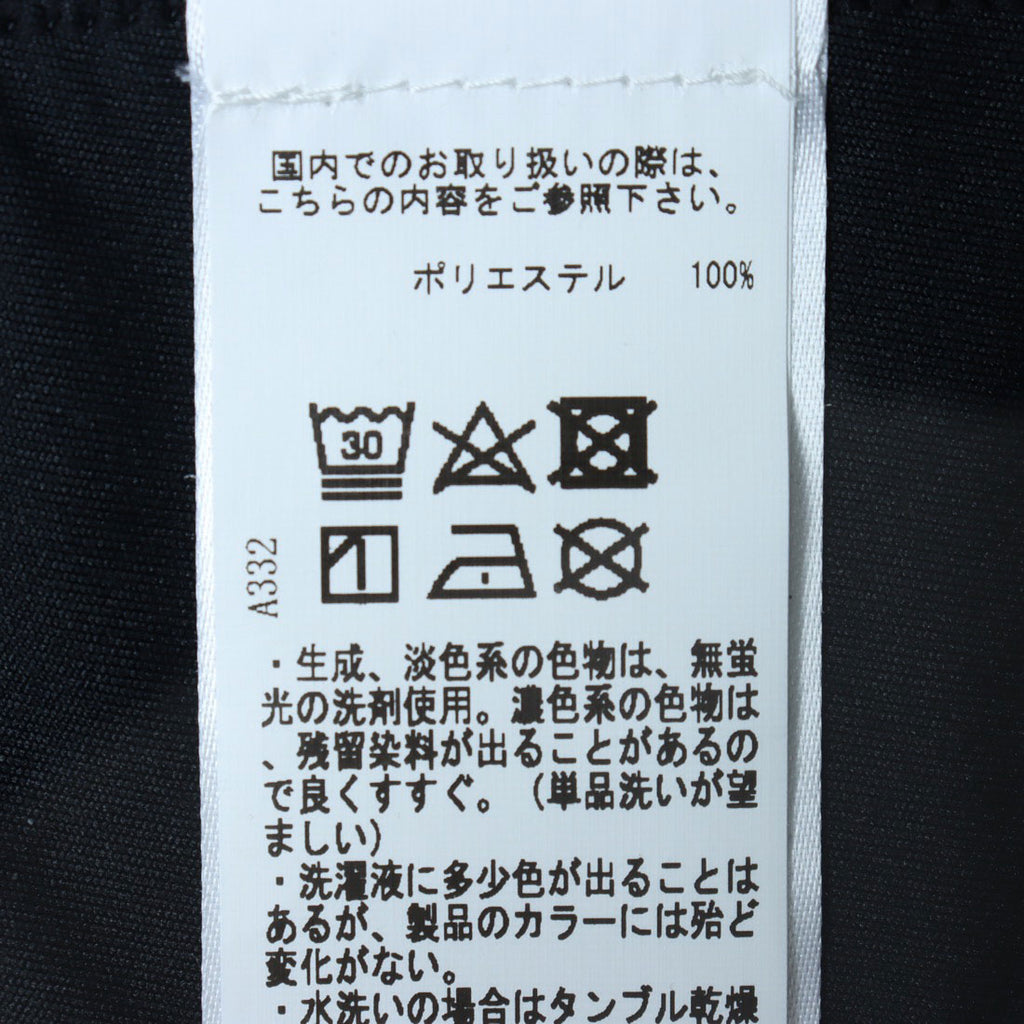 国内でのお取り扱いの際は、
こちらの内容をご参照下さい。
ポリエステル 100%
30
A332
・生成、淡色系の色物は、無蛍
光の洗剤使用。濃色系の色物は
、残留染料が出ることがあるの
で良くすすぐ。（単品洗いが望
ましい）
・洗濯液に多少色が出ることは
あるが、製品のカラーには殆ど
変化がない。
・水洗いの場合はタンブル乾燥